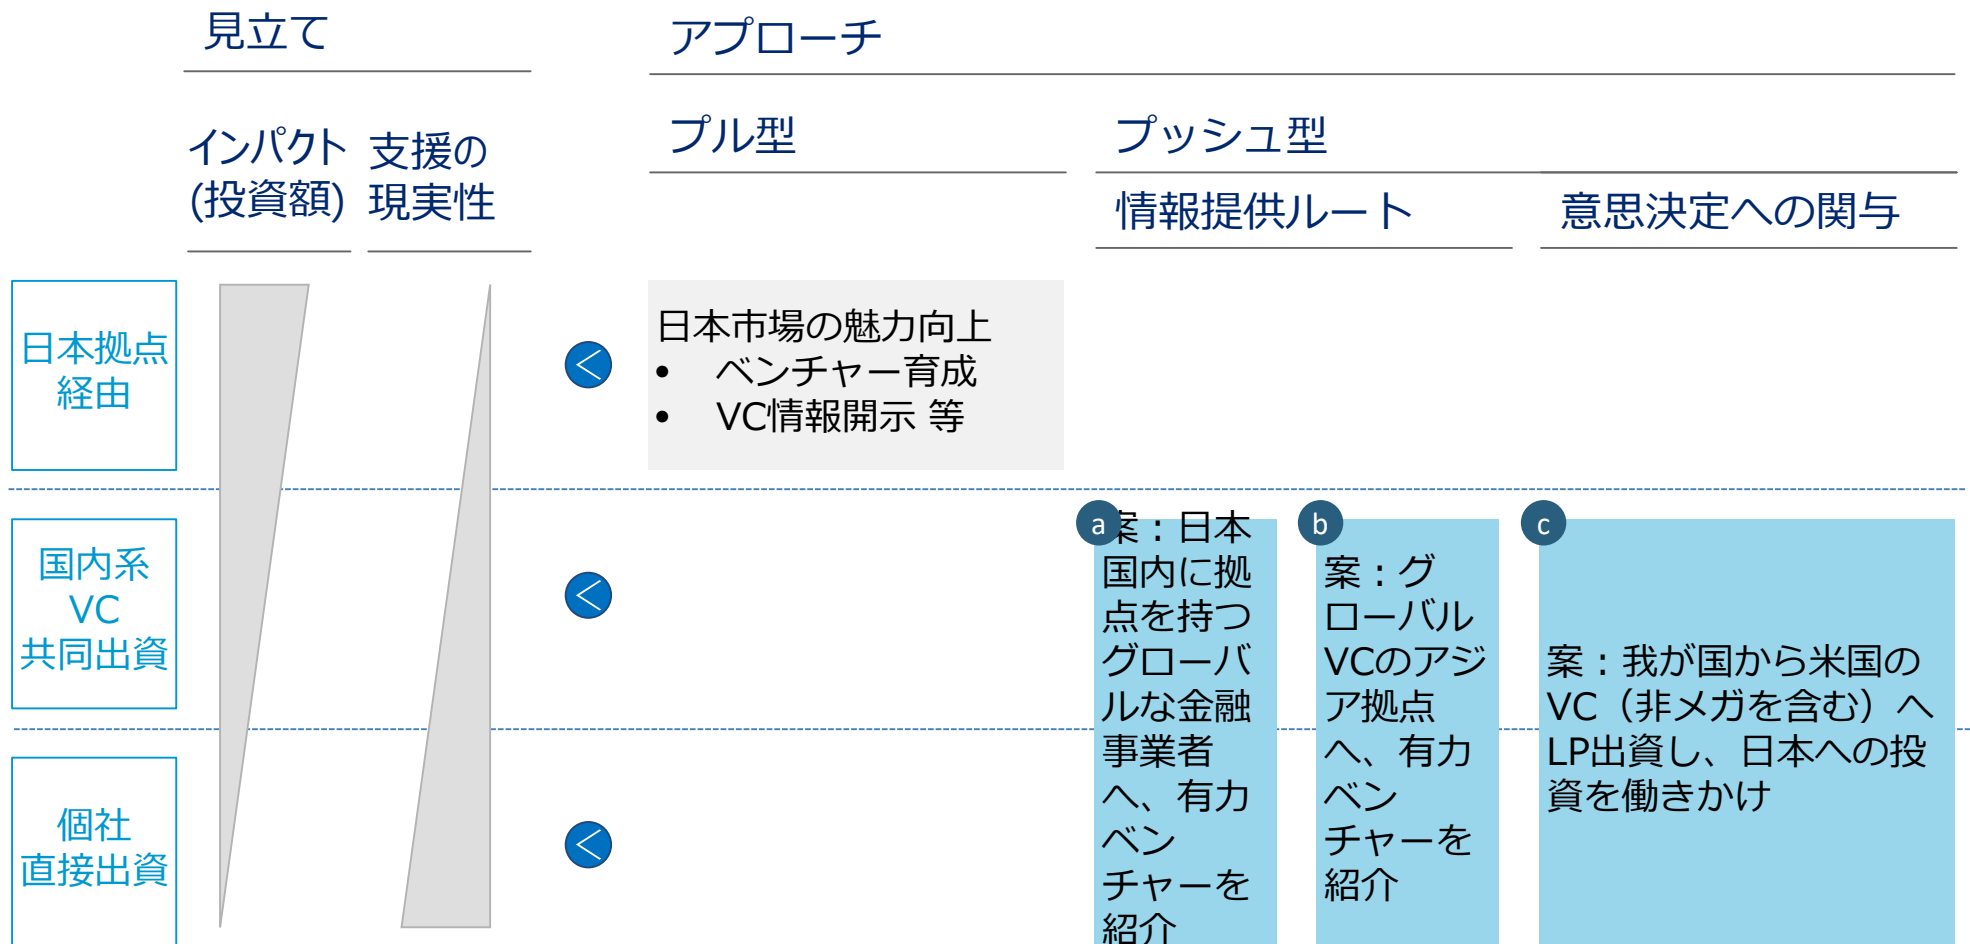 見立て
アプローチ
インパクト
(投資額)
支援の
現実性
プル型
プッシュ型
情報提供ルート
意思決定への関与
日本拠点
経由
日本市場の魅力向上
• ベンチャー育成
• VC情報開示 等
国内系
VC
共同出資
個社
直接出資
a
案：日本
国内に拠
点を持つ
グローバ
ルな金融
事業者
へ、有力
ベン
チャーを
紹介
b
案：グ
ローバル
VCのアジ
ア拠点
へ、有力
ベン
チャーを
紹介
c
案：我が国から米国の
VC（非メガを含む）へ
LP出資し、日本への投
資を働きかけ